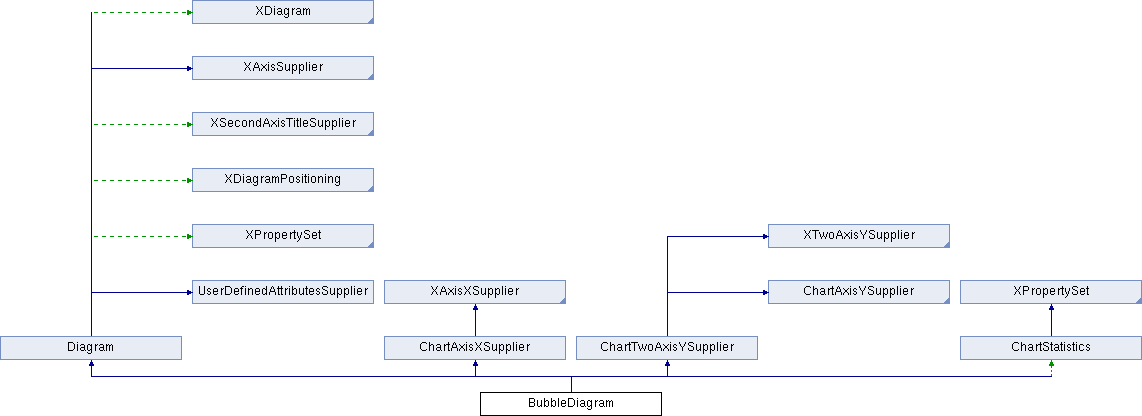 XDiagram
XAxisSupplier
XSecondAxisTitleSupplier
XDiagramPositioning
XPropertySet
XTwoAxisYSupplier
UserDefinedAttributesSupplier
XAxisXSupplier
ChartAxisYSupplier
XPropertySet
Diagram
ChartAxisXSupplier
ChartTwoAxisYSupplier
ChartStatistics
BubbleDiagram